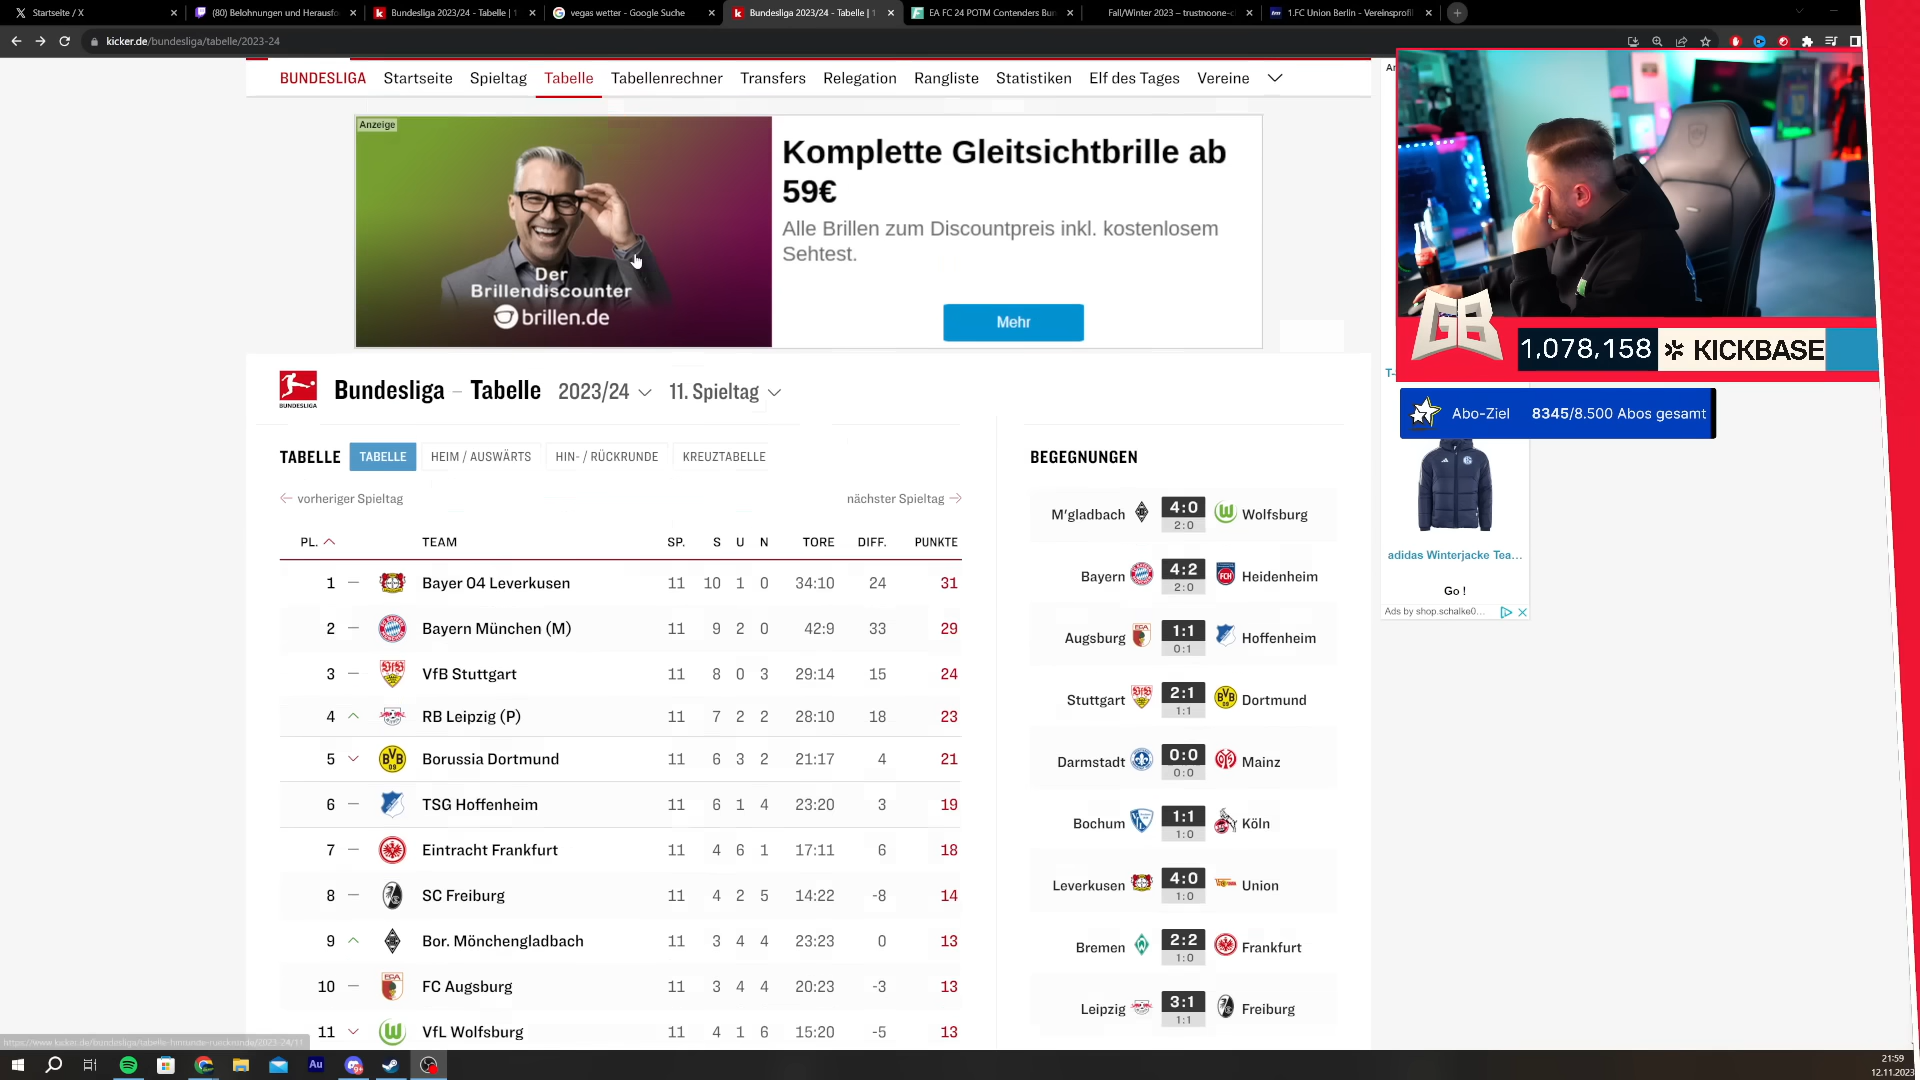 Startseite / X
(80) Belohnungen und Herausfo
Bundesliga 2023/24 - Tabelle | 1
vegas wetter - Google Suche
Bundesliga 2023/24 - Tabelle | 1
EA FC 24 POTM Contenders Bun
Fall/Winter 2023 – trustnoone-cl
1.FC Union Berlin - Vereinsprofil
kicker.de/bundesliga/tabelle/2023-24
BUNDESLIGA Startseite Spieltag Tabelle Tabellenrechner Transfers Relegation Rangliste Statistiken Elf des Tages Vereine
Anzeige
Der
Brillendiscounter
brillen.de
Komplette Gleitsichtbrille ab
59€
Alle Brillen zum Discountpreis inkl. kostenlosem
Sehtest.
Mehr
1,078,158 KICKBASE
Abo-Ziel 8345/8.500 Abos gesamt
adidas Winterjacke Tea...
Go !
Ads by shop.schalke0...
BUNDESLIGA
Bundesliga – Tabelle 2023/24 11. Spieltag
TABELLE TABELLE HEIM / AUSWÄRTS HIN- / RÜCKRUNDE KREUZTABELLE
vorheriger Spieltag nächster Spieltag
PL. TEAM SP. S U N TORE DIFF. PUNKTE
1 – Bayer 04 Leverkusen 11 10 1 0 34:10 24 31
2 – Bayern München (M) 11 9 2 0 42:9 33 29
3 – VfB Stuttgart 11 8 0 3 29:14 15 24
4 RB Leipzig (P) 11 7 2 2 28:10 18 23
5 Borussia Dortmund 11 6 3 2 21:17 4 21
6 – TSG Hoffenheim 11 6 1 4 23:20 3 19
7 – Eintracht Frankfurt 11 4 6 1 17:11 6 18
8 – SC Freiburg 11 4 2 5 14:22 -8 14
9 Bor. Mönchengladbach 11 3 4 4 23:23 0 13
10 – FC Augsburg 11 3 4 4 20:23 -3 13
11 VfL Wolfsburg 11 4 1 6 15:20 -5 13
BEGEGNUNGEN
M'gladbach 4:0 Wolfsburg
2:0
Bayern 4:2 Heidenheim
2:0
Augsburg 1:1 Hoffenheim
0:1
Stuttgart 2:1 Dortmund
1:1
Darmstadt 0:0 Mainz
0:0
Bochum 1:1 Köln
1:0
Leverkusen 4:0 Union
1:0
Bremen 2:2 Frankfurt
1:0
Leipzig 3:1 Freiburg
1:1
21:59
12.11.2023